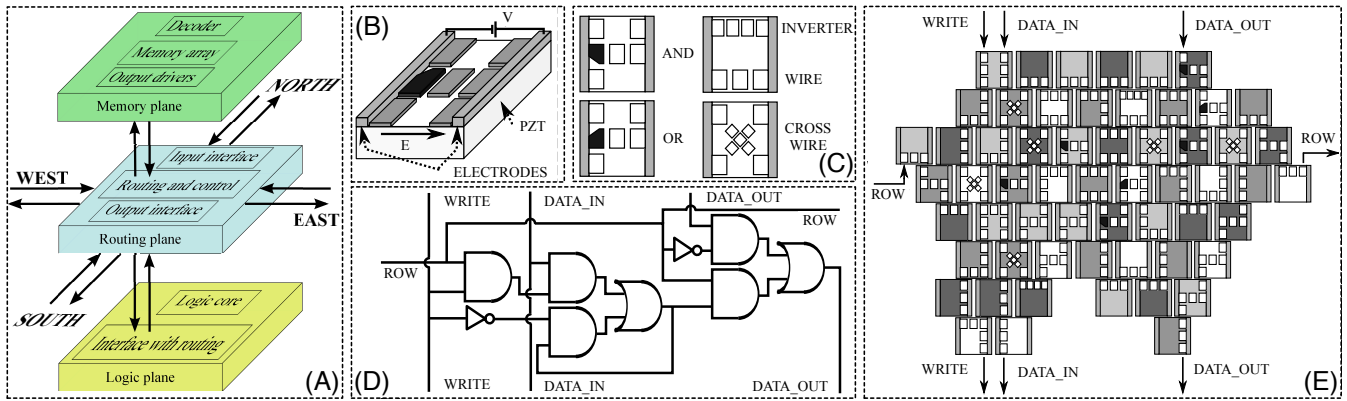 Decoder
Memory array
Output drivers
Memory plane
NORTH
Input interface
Routing and control
Output interface
Routing plane
WEST
EAST
SOUTH
Logic core
Interface with routing
Logic plane
(A)
(B)
V
E
PZT
ELECTRODES
AND
INVERTER
WIRE
OR
CROSS
WIRE
(C)
WRITE
DATA_IN
DATA_OUT
ROW
ROW
WRITE
DATA_IN
DATA_OUT
(D)
WRITE
DATA_IN
DATA_OUT
ROW
ROW
WRITE
DATA_IN
DATA_OUT
(E)